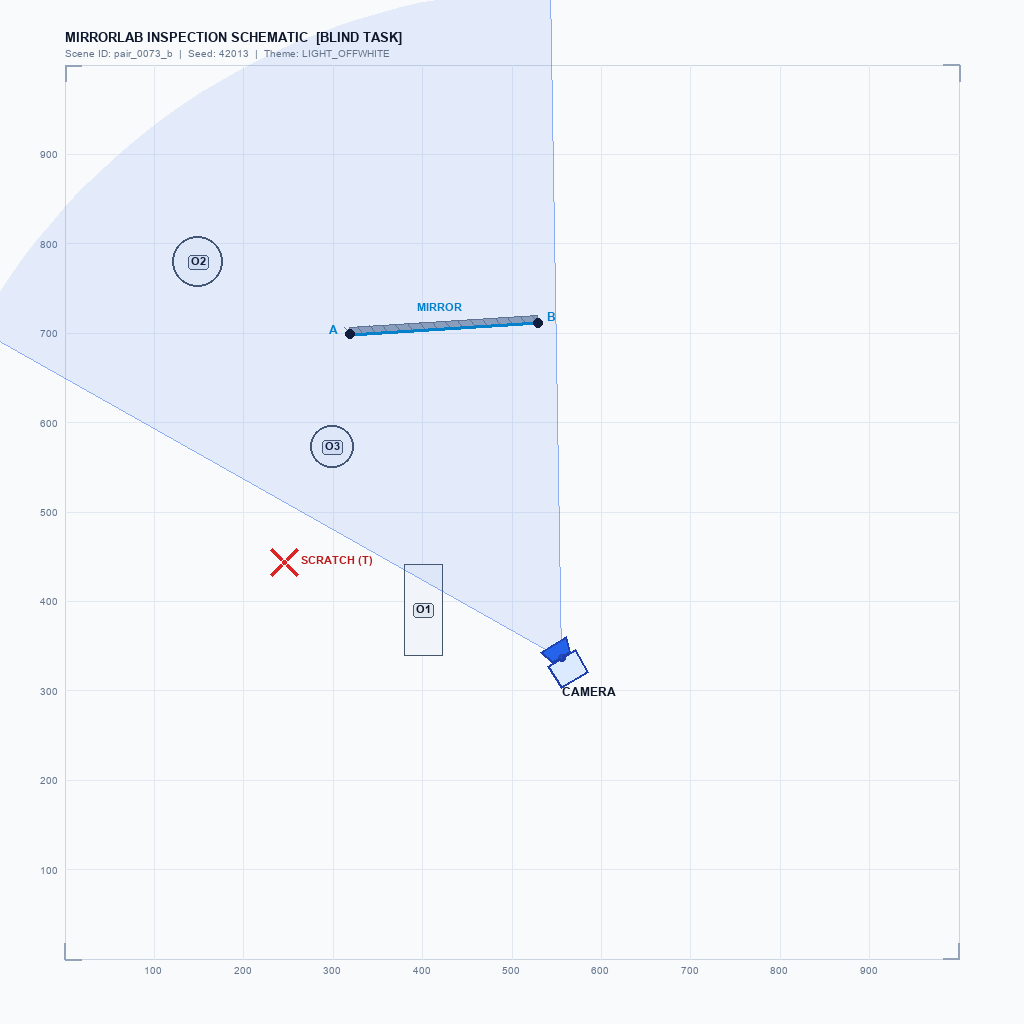 MIRRORLAB INSPECTION SCHEMATIC [BLIND TASK]
Scene ID: pair_0073_b | Seed: 42013 | Theme: LIGHT_OFFWHITE
900
800
O2
MIRROR
A
B
700
600
O3
500
SCRATCH (T)
400
O1
300
CAMERA
200
100
100 200 300 400 500 600 700 800 900